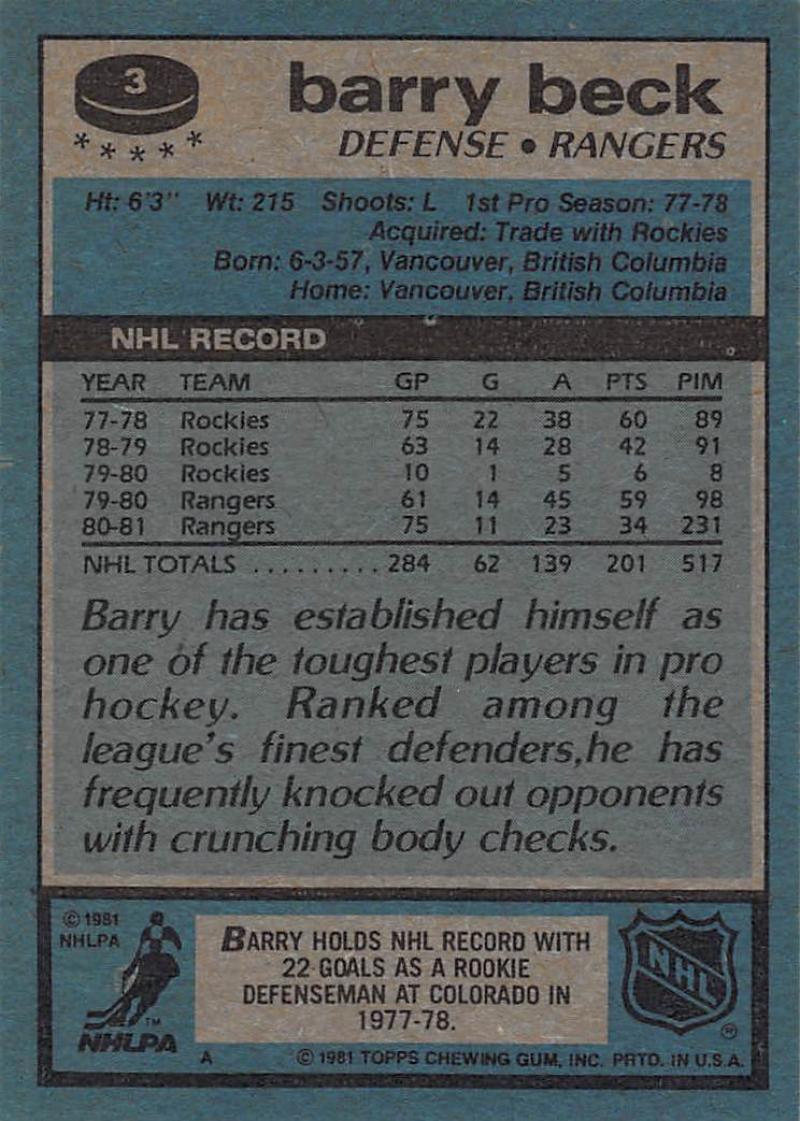 3
barry beck
* * * * *
DEFENSE • RANGERS
Ht: 6'3" Wt: 215 Shoots: L 1st Pro Season: 77-78
Acquired: Trade with Rockies
Born: 6-3-57, Vancouver, British Columbia
Home: Vancouver, British Columbia
NHL RECORD
YEAR TEAM GP G A PTS PIM
77-78 Rockies 75 22 38 60 89
78-79 Rockies 63 14 28 42 91
79-80 Rockies 10 1 5 6 8
79-80 Rangers 61 14 45 59 98
80-81 Rangers 75 11 23 34 231
NHL TOTALS .......... 284 62 139 201 517
Barry has established himself as
one of the toughest players in pro
hockey. Ranked among the
league's finest defenders,he has
frequently knocked out opponents
with crunching body checks.
© 1981
NHLPA
TM
NHLPA
BARRY HOLDS NHL RECORD WITH
22 GOALS AS A ROOKIE
DEFENSEMAN AT COLORADO IN
1977-78.
NHL
®
A © 1981 TOPPS CHEWING GUM, INC. PRTD. IN U.S.A.